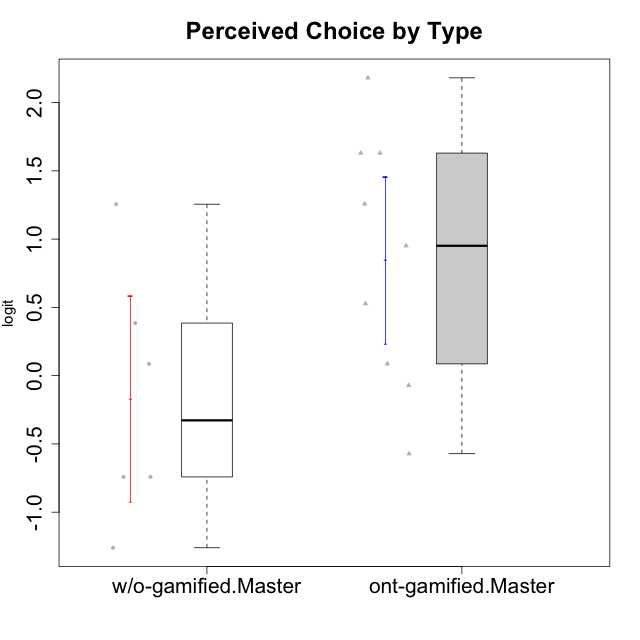 Perceived Choice by Type
logit
2.0
1.5
1.0
0.5
0.0
-0.5
-1.0
w/o-gamified.Master
ont-gamified.Master